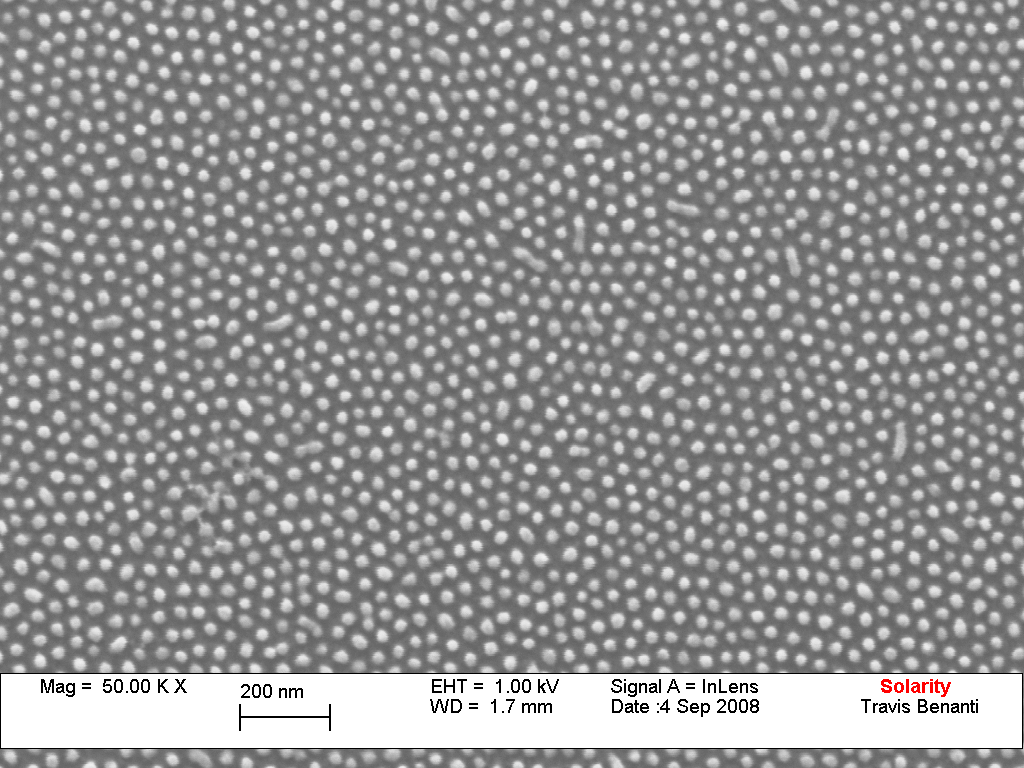 Mag = 50.00 K X
200 nm
EHT = 1.00 kV
WD = 1.7 mm
Signal A = InLens
Date :4 Sep 2008
Solarity
Travis Benanti